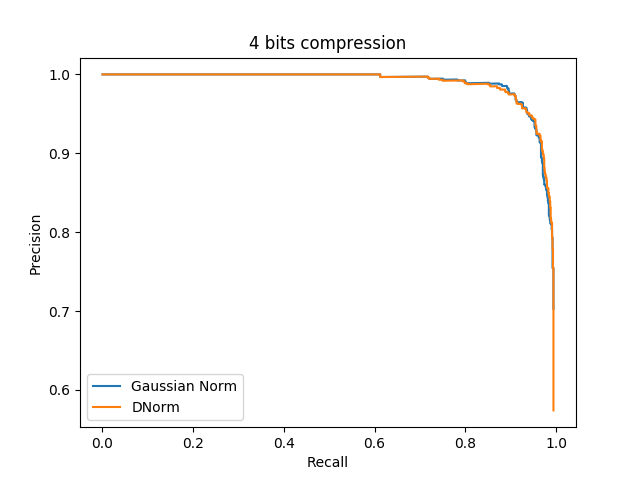 4 bits compression
1.0
0.9
0.8
0.7
0.6
Precision
Gaussian Norm
DNorm
0.0 0.2 0.4 0.6 0.8 1.0
Recall